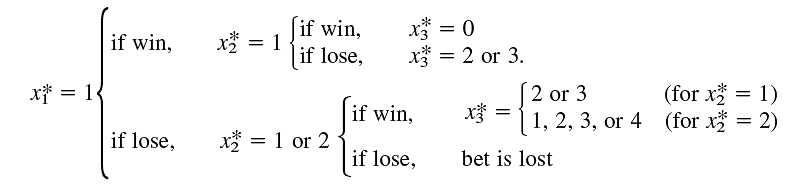 if win, x₂* = 1 { if win, x₃* = 0
if lose, x₃* = 2 or 3.
x₁* = 1 {
if lose, x₂* = 1 or 2 { if win, x₃* = { 2 or 3 (for x₂* = 1)
1, 2, 3, or 4 (for x₂* = 2)
if lose, bet is lost